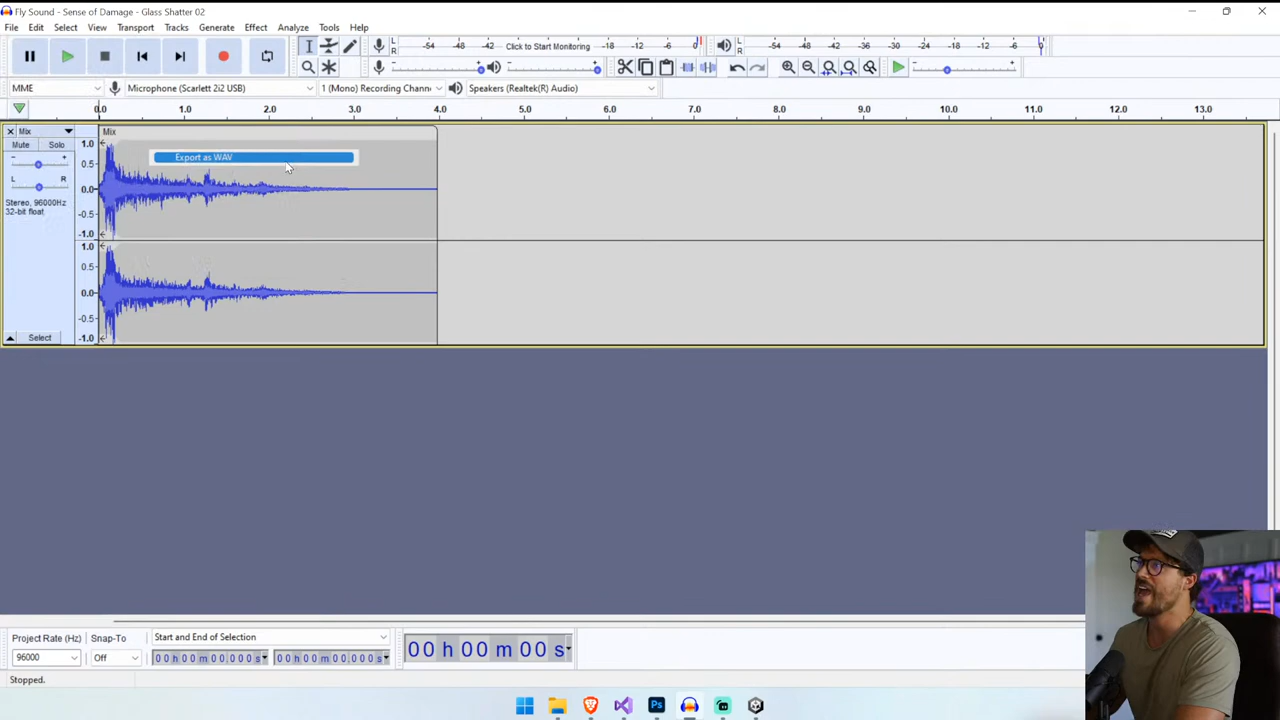 Fly Sound - Sense of Damage - Glass Shatter 02
File Edit Select View Transport Tracks Generate Effect Analyze Tools Help
L R -54 -48 -42 Click to Start Monitoring -18 -12 -6 0
L R -54 -48 -42 -36 -30 -24 -18 -12 -6 0
- + - + - +
MME Microphone (Scarlett 2i2 USB) 1 (Mono) Recording Chann Speakers (Realtek(R) Audio)
0.0 1.0 2.0 3.0 4.0 5.0 6.0 7.0 8.0 9.0 10.0 11.0 12.0 13.0
Mix
Mix
Mute Solo
- +
L R
Stereo, 96000Hz
32-bit float
Select
1.0
0.5
0.0
-0.5
-1.0
1.0
0.5
0.0
-0.5
-1.0
Export as WAV
Project Rate (Hz) Snap-To Start and End of Selection
96000 Off 00 h 00 m 00.000 s 00 h 00 m 00.000 s
00 h 00 m 00 s
Stopped.
Ps